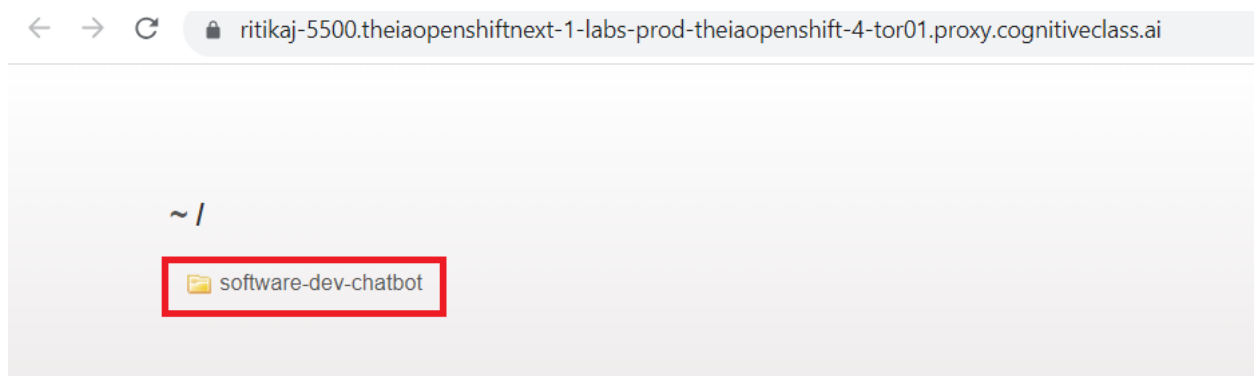 ritikaj-5500.theiaopenshiftnext-1-labs-prod-theiaopenshift-4-tor01.proxy.cognitiveclass.ai
~ /
software-dev-chatbot